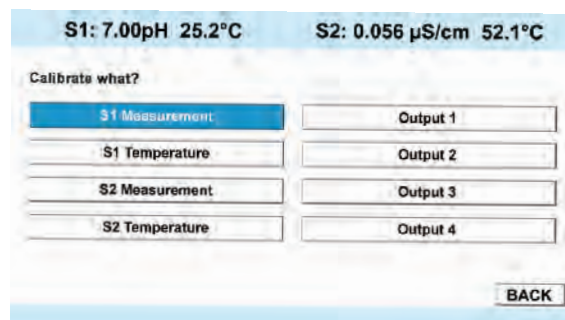 S1: 7.00pH 25.2°C S2: 0.056 µS/cm 52.1°C
Calibrate what?
S1 Measurement Output 1
S1 Temperature Output 2
S2 Measurement Output 3
S2 Temperature Output 4
BACK